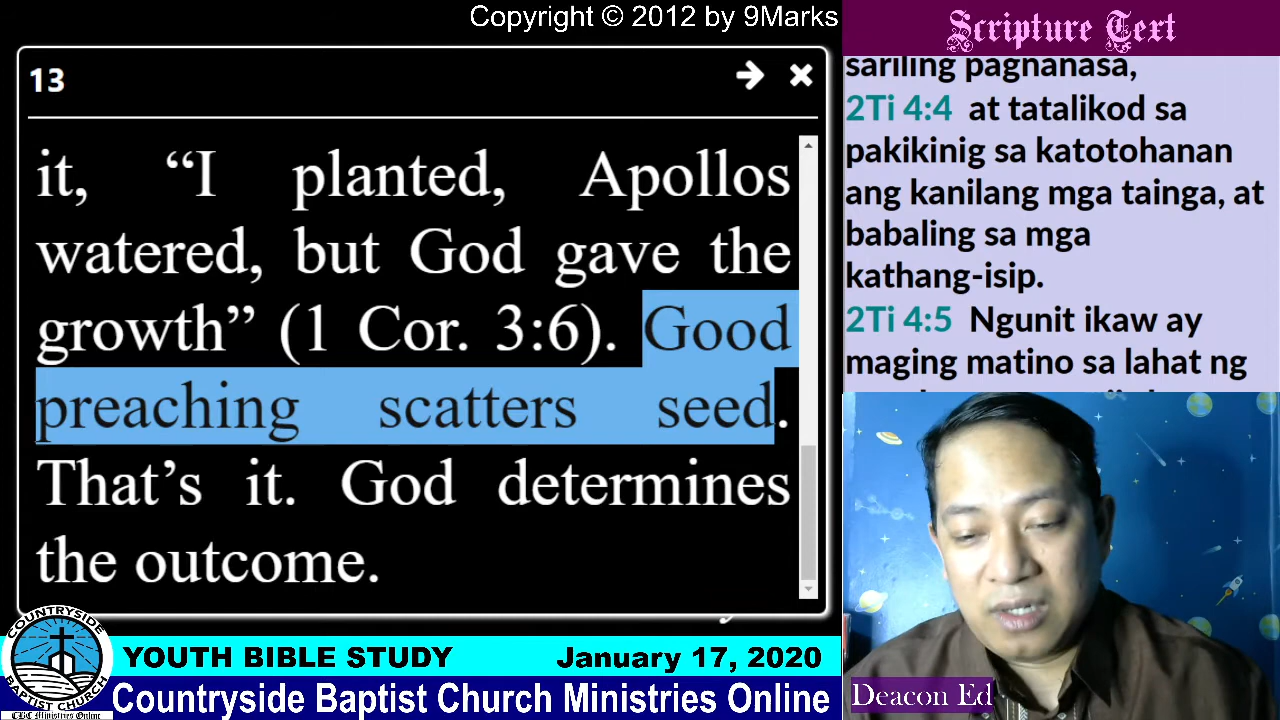 Copyright © 2012 by 9Marks
13
it, “I planted, Apollos
watered, but God gave the
growth” (1 Cor. 3:6). Good
preaching scatters seed.
That’s it. God determines
the outcome.
Scripture Text
sariling pagnanasa,
2Ti 4:4 at tatalikod sa
pakikinig sa katotohanan
ang kanilang mga tainga, at
babaling sa mga
kathang-isip.
2Ti 4:5 Ngunit ikaw ay
maging matino sa lahat ng
COUNTRYSIDE
BAPTIST CHURCH
CBC Ministries Online
YOUTH BIBLE STUDY January 17, 2020
Countryside Baptist Church Ministries Online
Deacon Ed